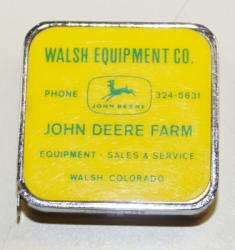 WALSH EQUIPMENT CO.
PHONE 324-5631
JOHN DEERE
JOHN DEERE FARM
EQUIPMENT - SALES & SERVICE
WALSH, COLORADO